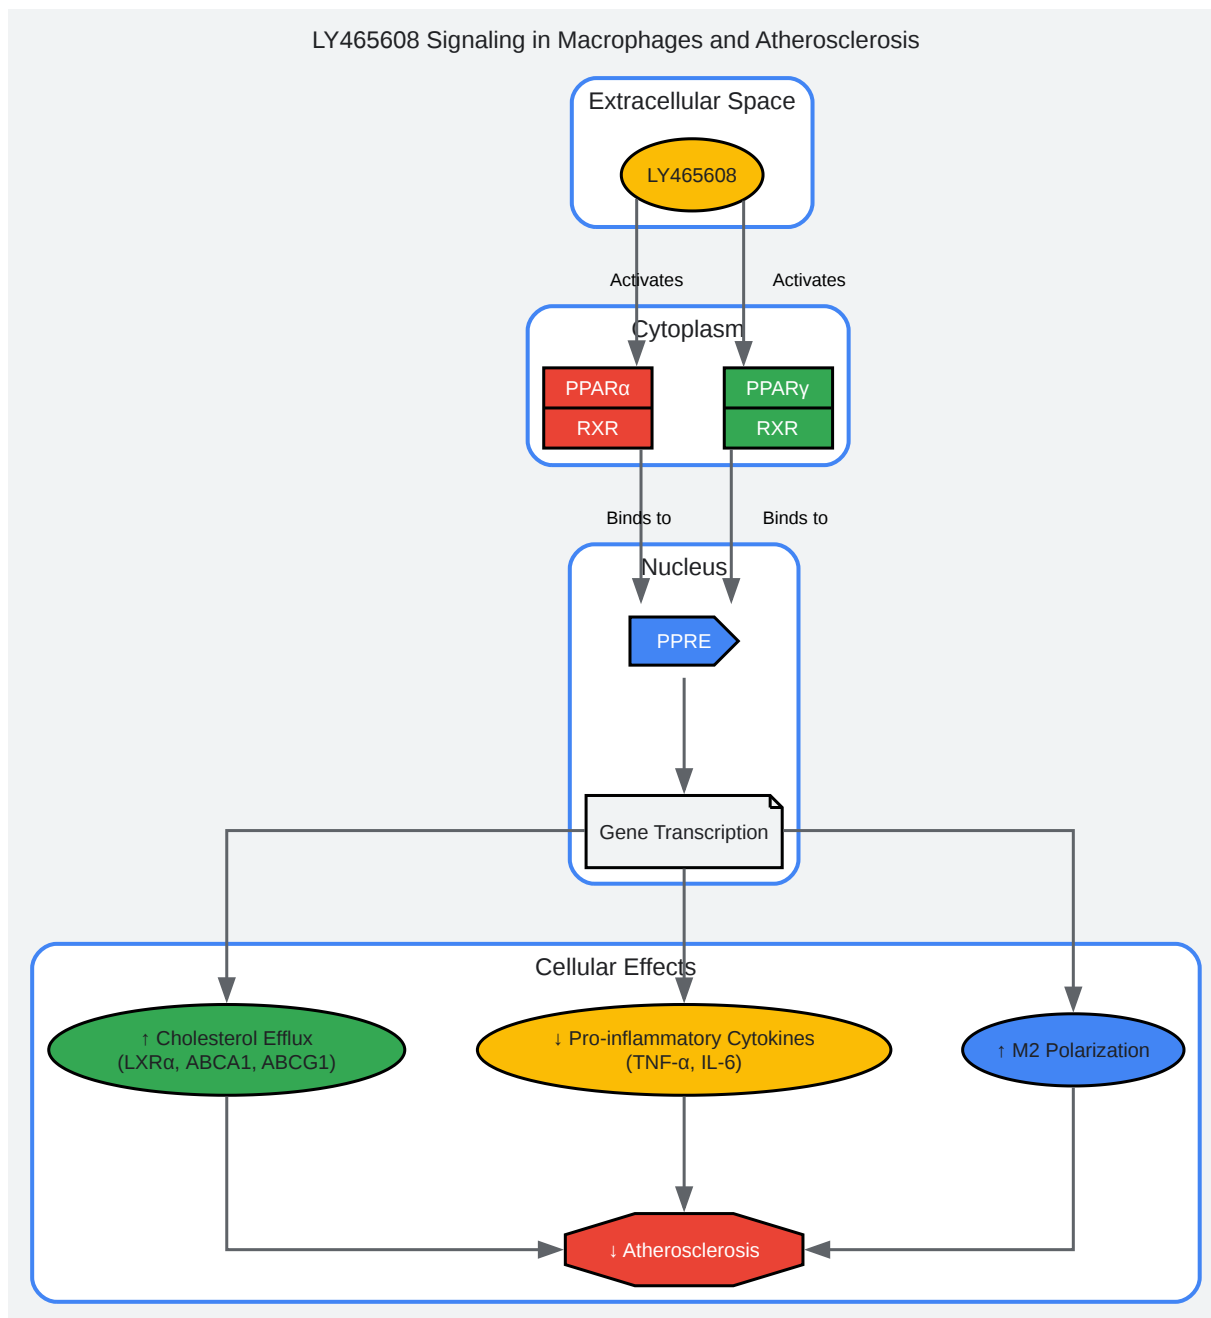 LY465608 Signaling in Macrophages and Atherosclerosis
Extracellular Space
LY465608
Activates
Activates
Cytoplasm
PPARα
PPARγ
RXR
RXR
Binds to
Binds to
Nucleus
PPRE
Gene Transcription
Cellular Effects
↑ Cholesterol Efflux
(LXRα, ABCA1, ABCG1)
↓ Pro-inflammatory Cytokines
(TNF-α, IL-6)
↑ M2 Polarization
↓ Atherosclerosis